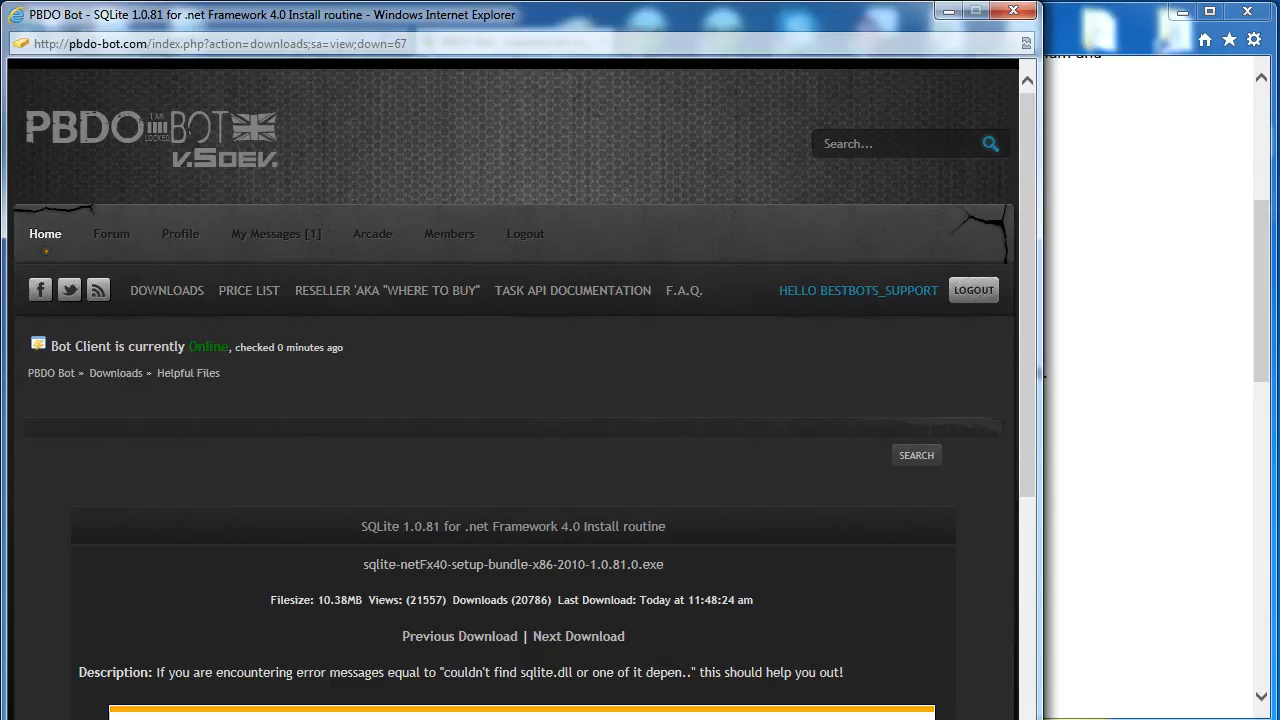 PBDO Bot - SQLite 1.0.81 for .net Framework 4.0 Install routine - Windows Internet Explorer
http://pbdo-bot.com/index.php?action=downloads;sa=view;down=67
PBDO I AM LOCKED BOT
v.5DEV.
Search...
Home Forum Profile My Messages [1] Arcade Members Logout
DOWNLOADS PRICE LIST RESELLER 'AKA "WHERE TO BUY" TASK API DOCUMENTATION F.A.Q. HELLO BESTBOTS_SUPPORT LOGOUT
Bot Client is currently Online, checked 0 minutes ago
PBDO Bot » Downloads » Helpful Files
SEARCH
SQLite 1.0.81 for .net Framework 4.0 Install routine
sqlite-netFx40-setup-bundle-x86-2010-1.0.81.0.exe
Filesize: 10.38MB Views: (21557) Downloads (20786) Last Download: Today at 11:48:24 am
Previous Download | Next Download
Description: If you are encountering error messages equal to "couldn't find sqlite.dll or one of it depen.." this should help you out!